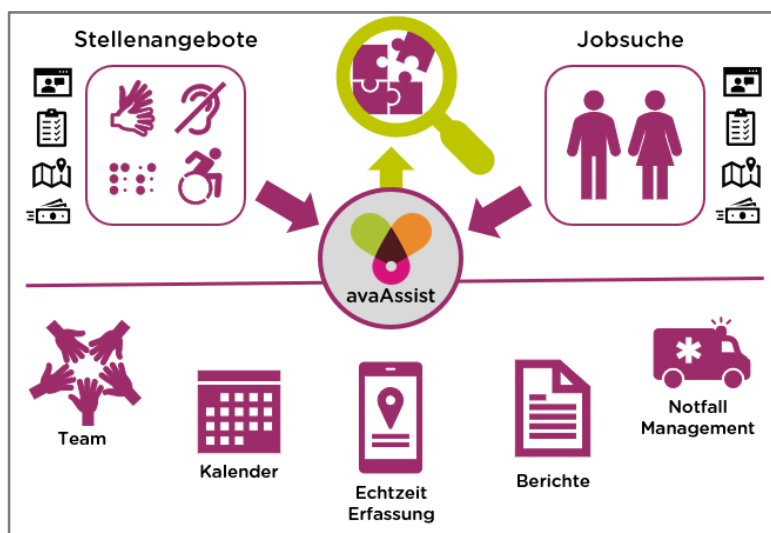 Stellenangebote
Jobsuche
avaAssist
Team
Kalender
Echtzeit
Erfassung
Berichte
Notfall
Management